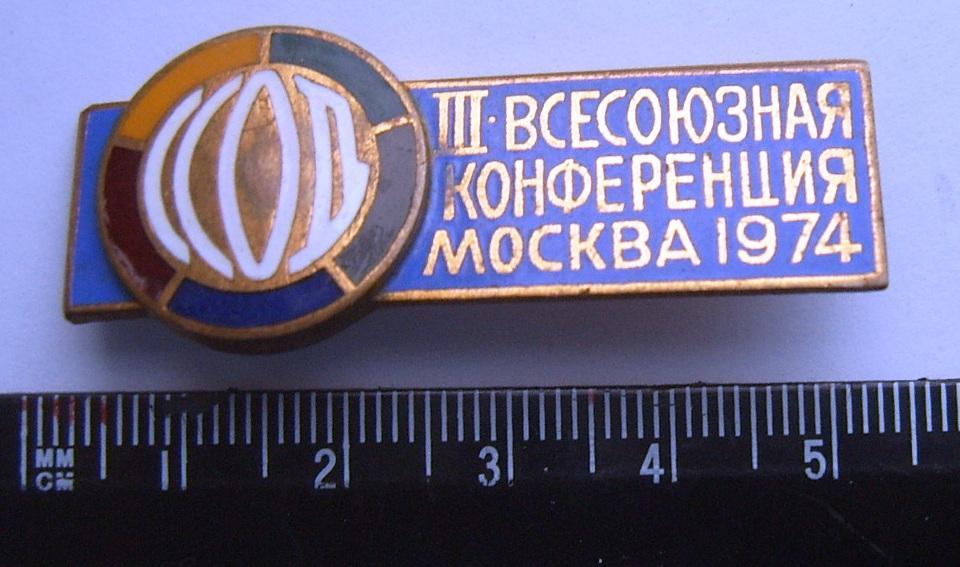 ССОД
III·ВСЕСОЮЗНАЯ
КОНФЕРЕНЦИЯ
МОСКВА 1974
1 2 3 4 5
ММ
СМ